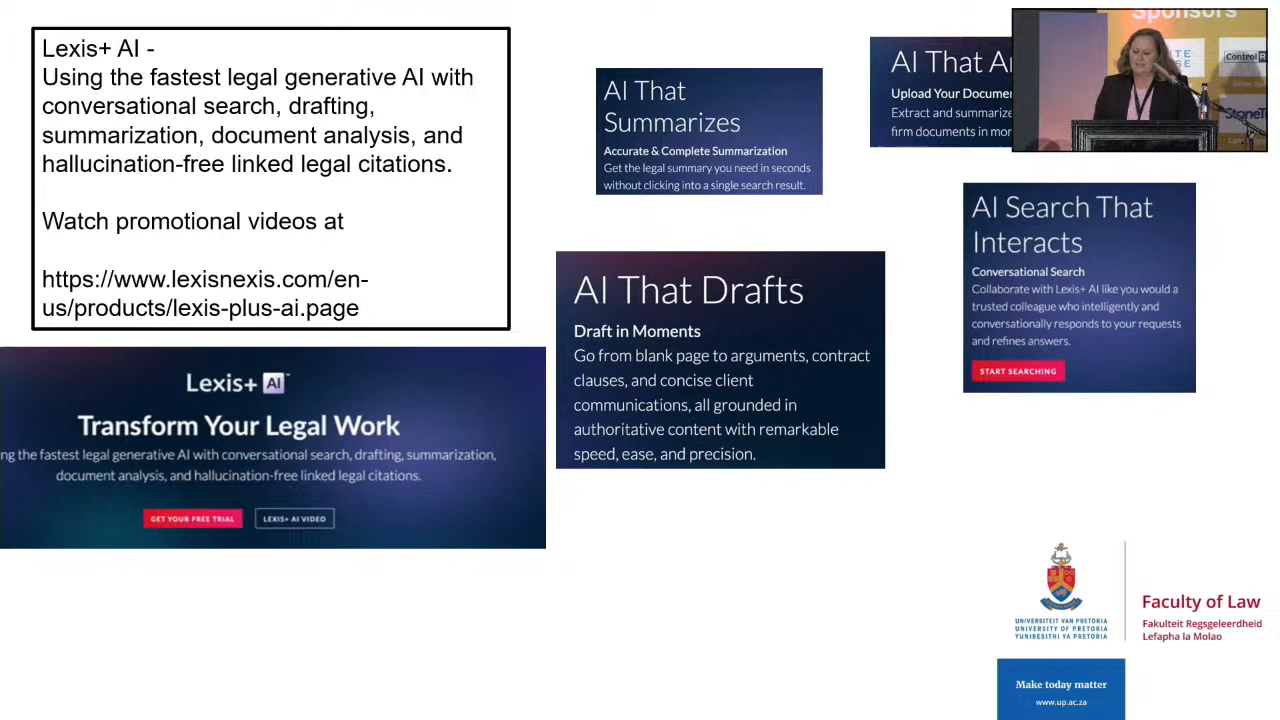 Lexis+ AI -
Using the fastest legal generative AI with
conversational search, drafting,
summarization, document analysis, and
hallucination-free linked legal citations.
Watch promotional videos at
https://www.lexisnexis.com/en-
us/products/lexis-plus-ai.page
AI That
Summarizes
Accurate & Complete Summarization
Get the legal summary you need in seconds
without clicking into a single search result.
AI That
Upload Your
Extract and summarize
firm documents in
Sponsors
Control
AI Search That
Interacts
Conversational Search
Collaborate with Lexis+ AI like you would a
trusted colleague who intelligently and
conversationally responds to your requests
and refines answers.
START SEARCHING
AI That Drafts
Draft in Moments
Go from blank page to arguments, contract
clauses, and concise client
communications, all grounded in
authoritative content with remarkable
speed, ease, and precision.
Lexis+ AI™
Transform Your Legal Work
ng the fastest legal generative AI with conversational search, drafting, summarization,
document analysis, and hallucination-free linked legal citations.
GET YOUR FREE TRIAL
LEXIS+ AI VIDEO
UNIVERSITEIT VAN PRETORIA
UNIVERSITY OF PRETORIA
YUNIBESITHI YA PRETORIA
Faculty of Law
Fakulteit Regsgeleerdheid
Lefapha la Molao
Make today matter
www.up.ac.za